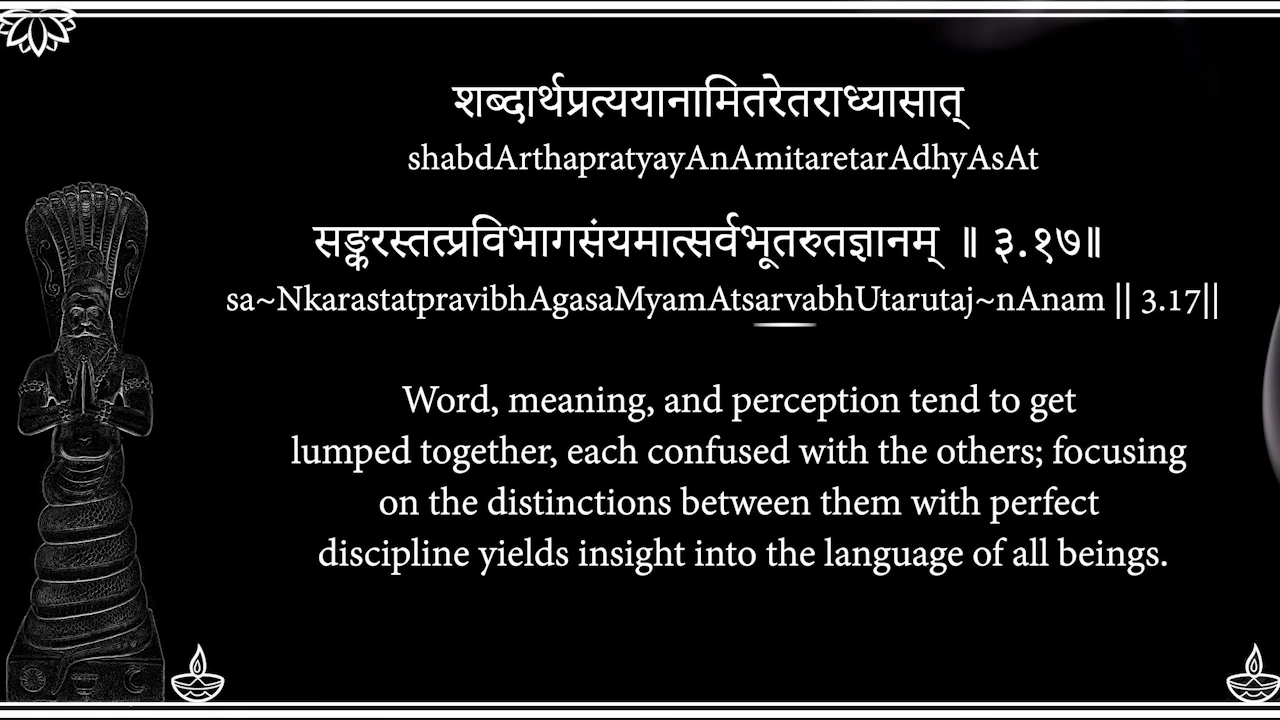 शब्दार्थप्रत्ययानामितरेतराध्यासात्
shabdArthapratyayAnAmitaretarAdhyAsAt
सङ्करस्तत्प्रविभागसंयमात्सर्वभूतरुतज्ञानम् ॥ ३.१७॥
sa~NkarastatpravibhAgasaMyamAtsarvabhUtarutaj~nAnam || 3.17||
Word, meaning, and perception tend to get
lumped together, each confused with the others; focusing
on the distinctions between them with perfect
discipline yields insight into the language of all beings.